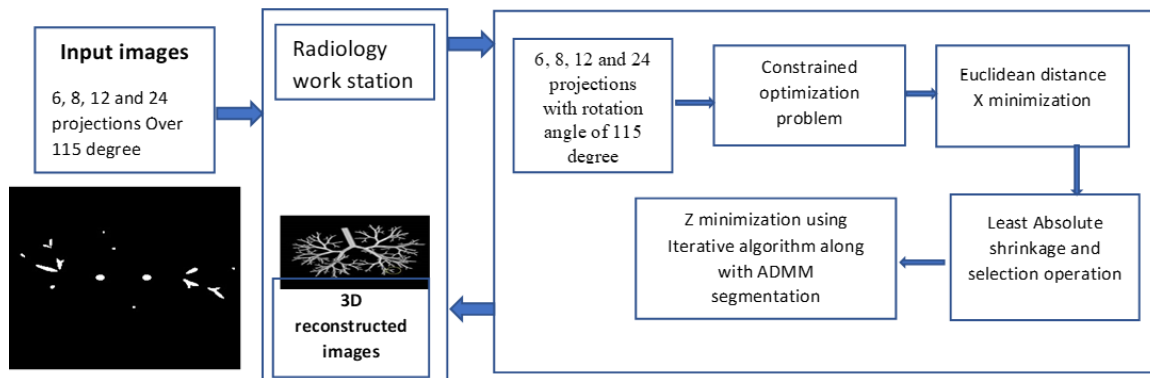 Input images
6, 8, 12 and 24
projections Over
115 degree
Radiology
work station
3D
reconstructed
images
6, 8, 12 and 24
projections
with rotation
angle of 115
degree
Constrained
optimization
problem
Euclidean distance
X minimization
Least Absolute
shrinkage and
selection operation
Z minimization using
Iterative algorithm along
with ADMM
segmentation